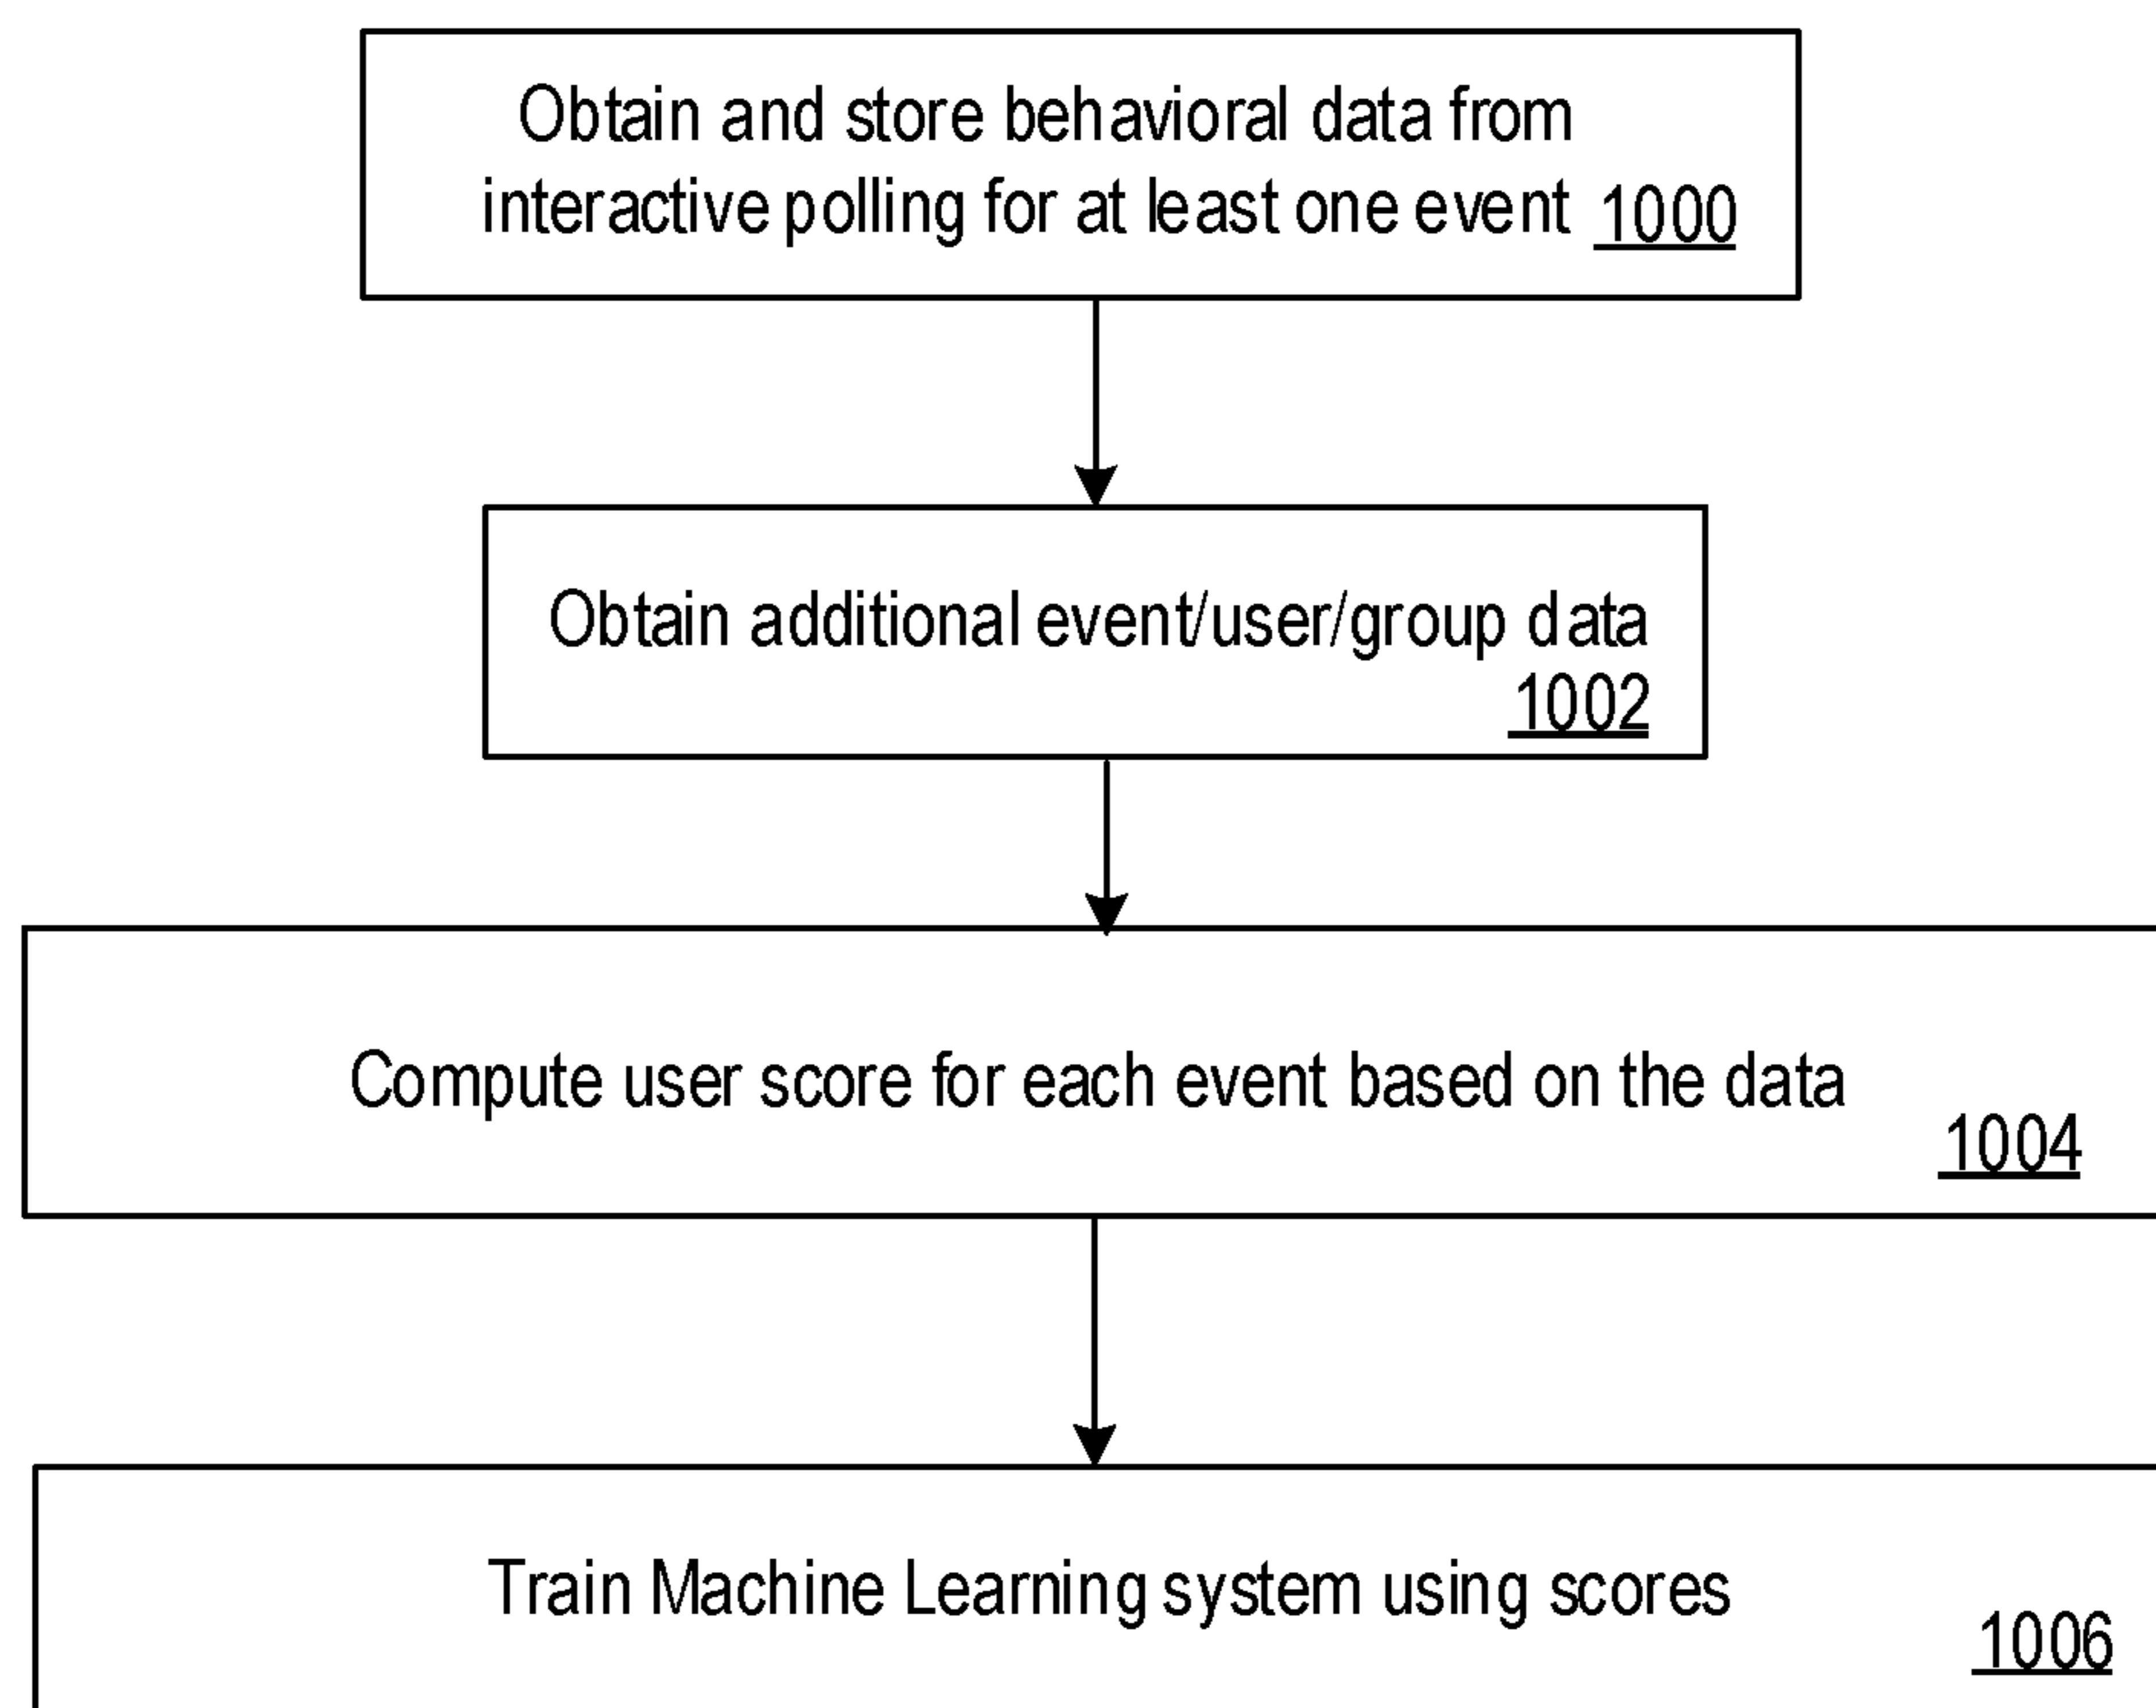 Obtain and store behavioral data from
interactive polling for at least one event 1000
Obtain additional event/user/group data
1002
Compute user score for each event based on the data
1004
Train Machine Learning system using scores
1006